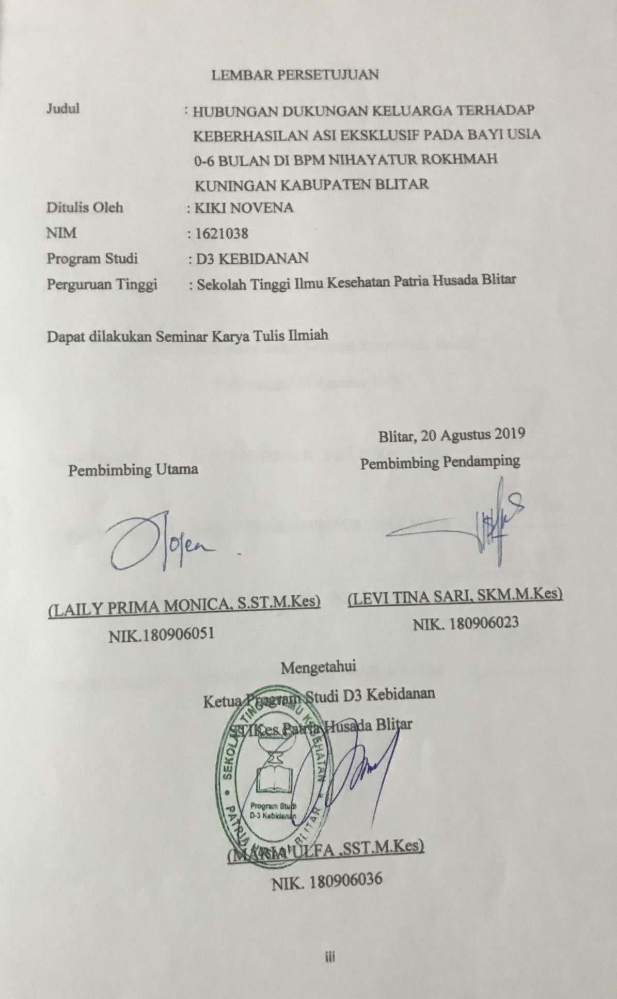 LEMBAR PERSETUJUAN
Judul : HUBUNGAN DUKUNGAN KELUARGA TERHADAP
KEBERHASILAN ASI EKSKLUSIF PADA BAYI USIA
0-6 BULAN DI BPM NIHAYATUR ROKHMAH
KUNINGAN KABUPATEN BLITAR
Ditulis Oleh : KIKI NOVENA
NIM : 1621038
Program Studi : D3 KEBIDANAN
Perguruan Tinggi : Sekolah Tinggi Ilmu Kesehatan Patria Husada Blitar
Dapat dilakukan Seminar Karya Tulis Ilmiah
Blitar, 20 Agustus 2019
Pembimbing Utama Pembimbing Pendamping
(LAILY PRIMA MONICA, S.ST.M.Kes) (LEVI TINA SARI, SKM.M.Kes)
NIK.180906051 NIK. 180906023
Mengetahui
Ketua Program Studi D3 Kebidanan
STIKes Patria Husada Blitar
SEKOLAH TINGGI ILMU KESEHATAN
Program Studi
D-3 Kebidanan
PATRIA HUSADA BLITAR
(MARIA ULFA ,SST.M.Kes)
NIK. 180906036
iii